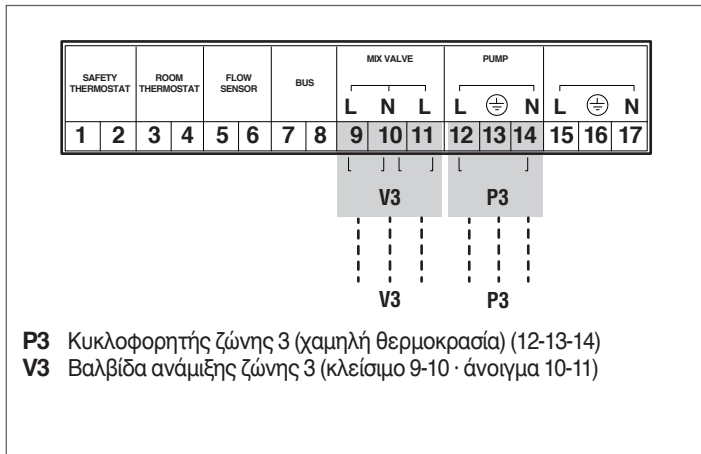 MIX VALVE PUMP
SAFETY THERMOSTAT ROOM THERMOSTAT FLOW SENSOR BUS
L N L L N L N
1 2 3 4 5 6 7 8 9 10 11 12 13 14 15 16 17
V3 P3
V3 P3
P3 Κυκλοφορητής ζώνης 3 (χαμηλή θερμοκρασία) (12-13-14)
V3 Βαλβίδα ανάμιξης ζώνης 3 (κλείσιμο 9-10 · άνοιγμα 10-11)